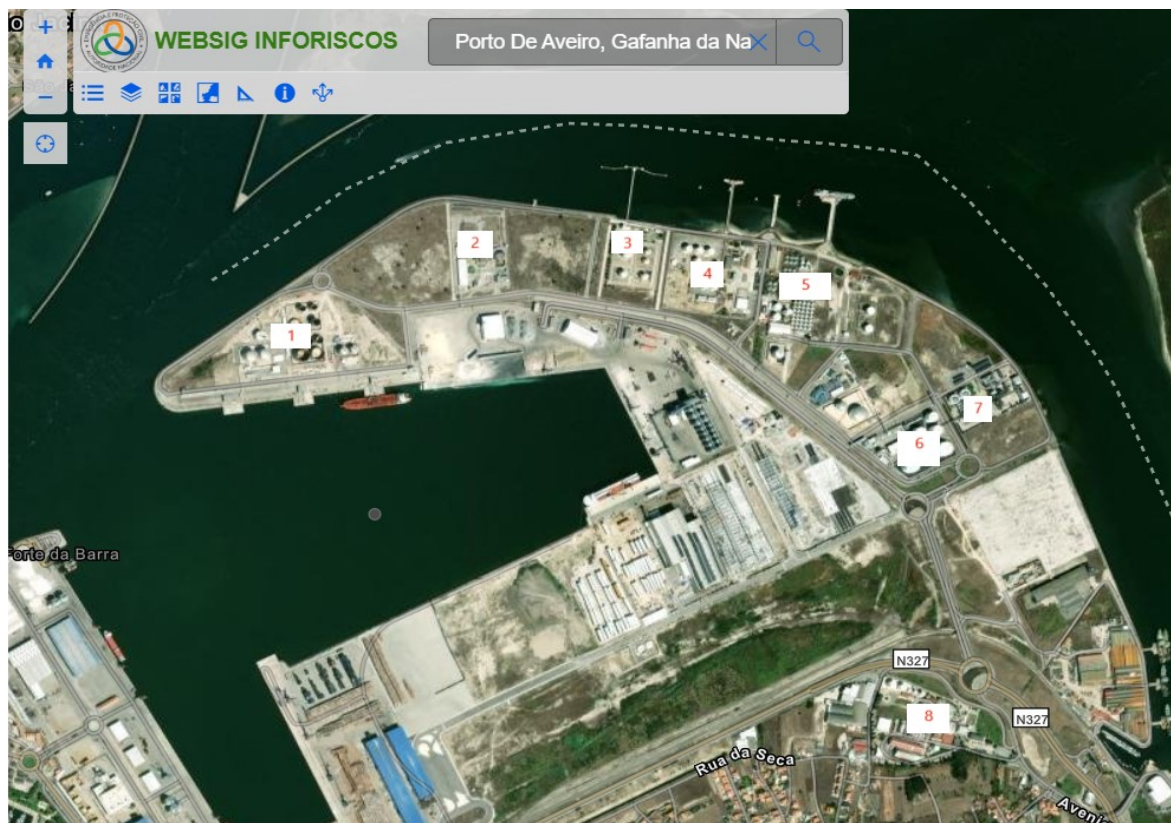 WEBSIG INFORISCOS
Porto De Aveiro, Gafanha da Na
2
3
4
5
1
7
6
Forte da Barra
N327
8
N327
Rua da Seca
Aveni